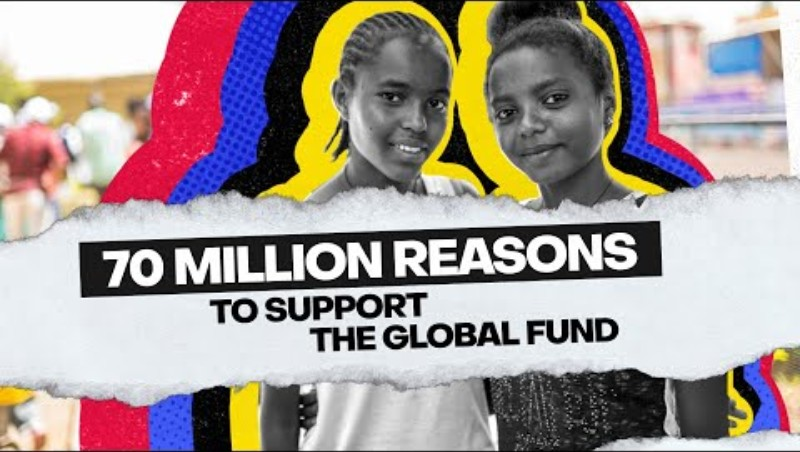 70 MILLION REASONS
TO SUPPORT
THE GLOBAL FUND